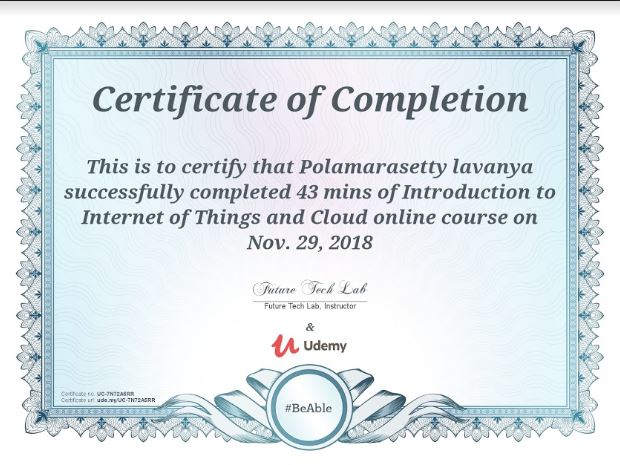 Certificate of Completion
This is to certify that Polamarasetty lavanya
successfully completed 43 mins of Introduction to
Internet of Things and Cloud online course on
Nov. 29, 2018
Future Tech Lab
Future Tech Lab, Instructor
&
Udemy
Certificate no: UC-7N72A5RR
Certificate url: ude.my/UC-7N72A5RR
#BeAble